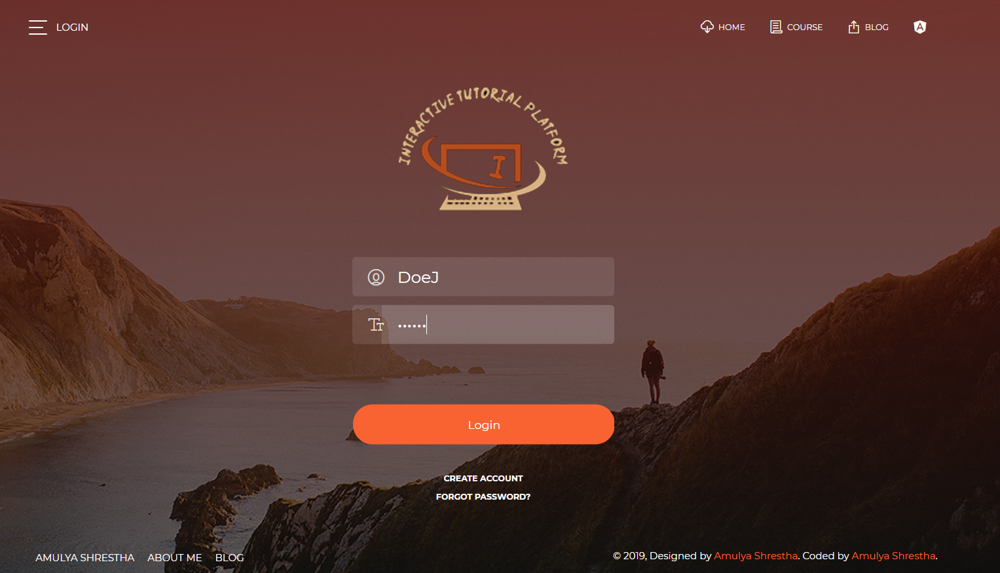 LOGIN
HOME
COURSE
BLOG
INTERACTIVE TUTORIAL PLATFORM
I
DoeJ
••••••
Login
CREATE ACCOUNT
FORGOT PASSWORD?
AMULYA SHRESTHA
ABOUT ME
BLOG
© 2019, Designed by Amulya Shrestha. Coded by Amulya Shrestha.